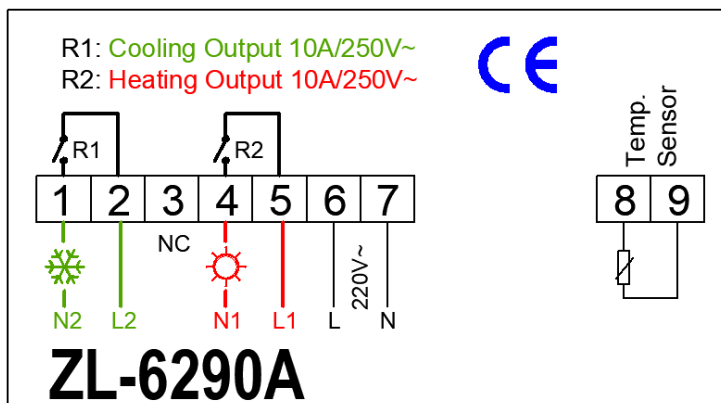 R1: Cooling Output 10A/250V~
R2: Heating Output 10A/250V~
CE
R1
R2
Temp.
Sensor
1 2 3 4 5 6 7
8 9
NC
220V~
N2 L2 N1 L1 L N
ZL-6290A